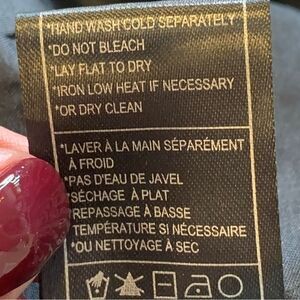 *HAND WASH COLD SEPARATELY
*DO NOT BLEACH
*LAY FLAT TO DRY
*IRON LOW HEAT IF NECESSARY
*OR DRY CLEAN
*LAVER À LA MAIN SÉPARÉMENT
À FROID
*PAS D'EAU DE JAVEL
*SÉCHAGE À PLAT
*REPASSAGE À BASSE
TEMPÉRATURE SI NÉCESSAIRE
*OU NETTOYAGE À SEC